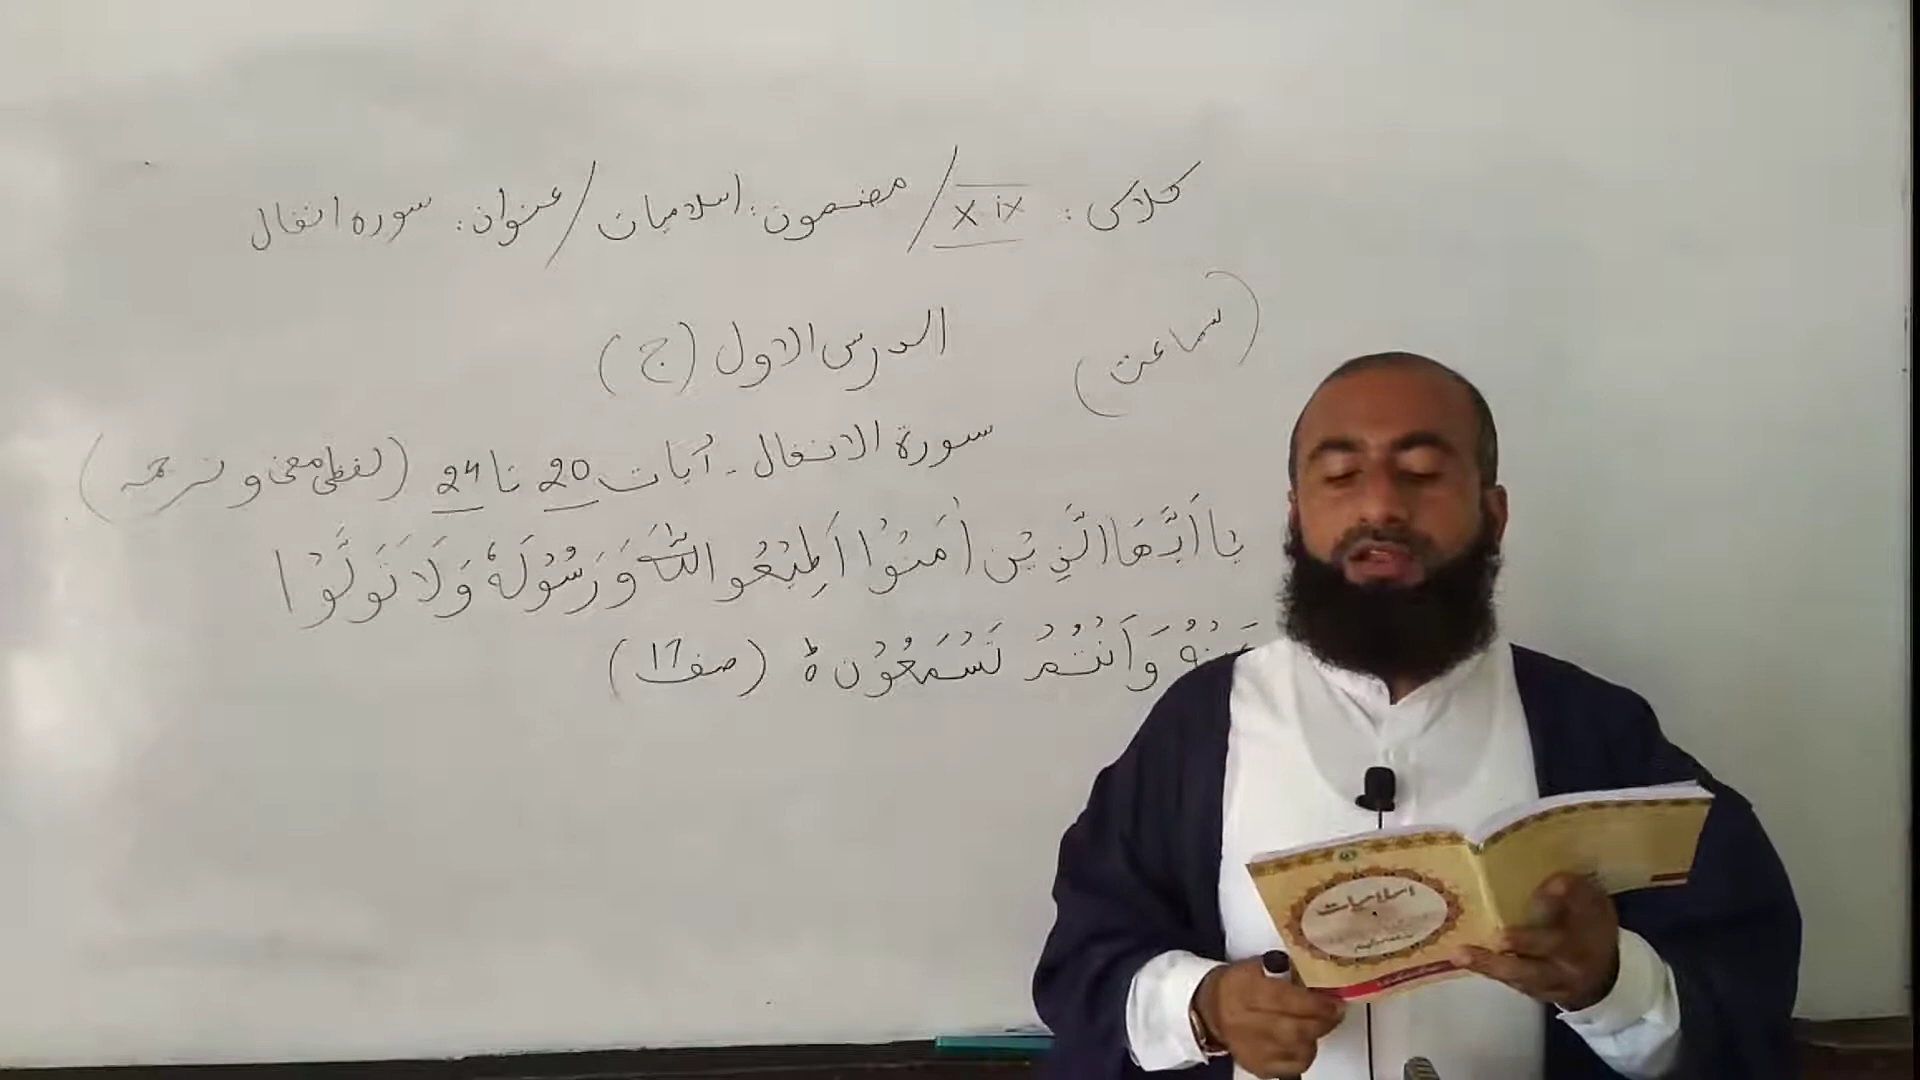 کلاس: X ix / مضمون: اسلامیات / عنوان: سورہ انفال
(سماعت)
الدرس الاول (ج)
سورۃ الانفال - آیات 20 تا 24 (لفظی معنی و ترجمہ)
یا اَیُّھَا الَّذِیْنَ اٰمَنُوْا اَطِیْعُوا اللّٰہَ وَرَسُوْلَہٗ وَلَا تَوَلَّوْا
عَنْہُ وَاَنْتُمْ تَسْمَعُوْنَ ہ (صف 17)
اسلامیات